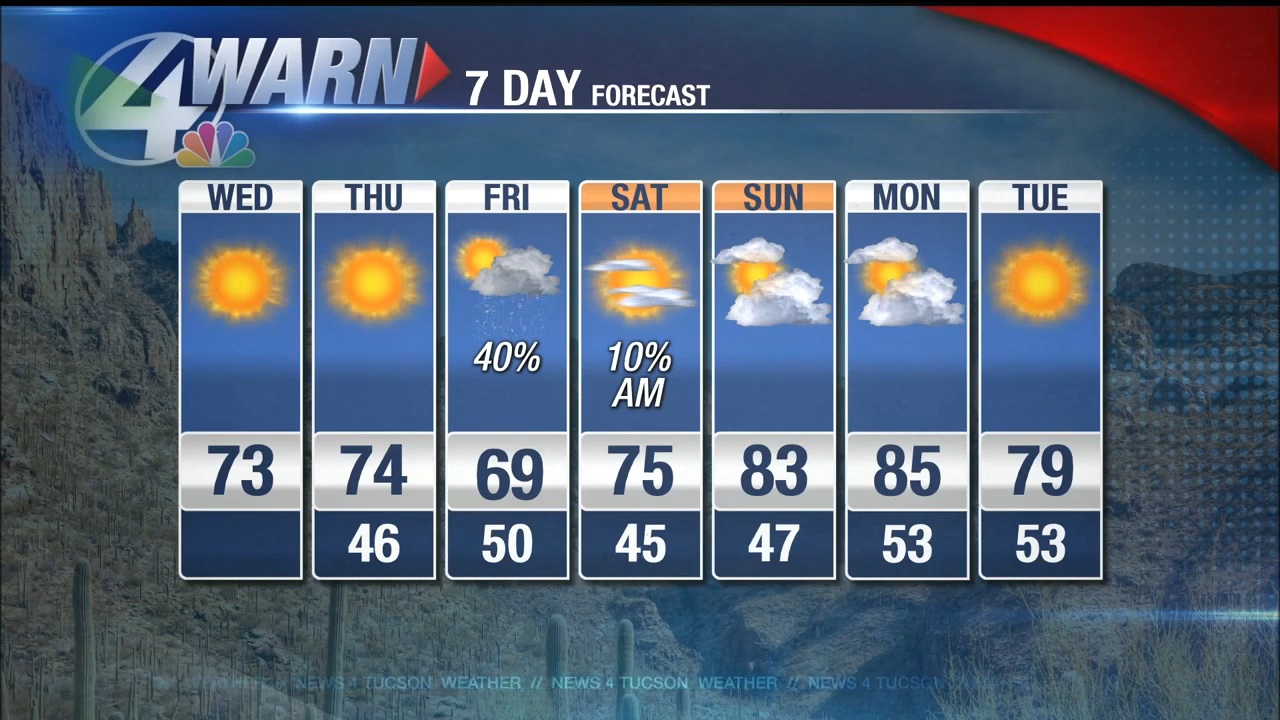 4WARN
7 DAY FORECAST
WED THU FRI SAT SUN MON TUE
40% 10%
AM
73 74 69 75 83 85 79
46 50 45 47 53 53
NEWS 4 TUCSON WEATHER // NEWS 4 TUCSON WEATHER // NEWS 4 TUCSON